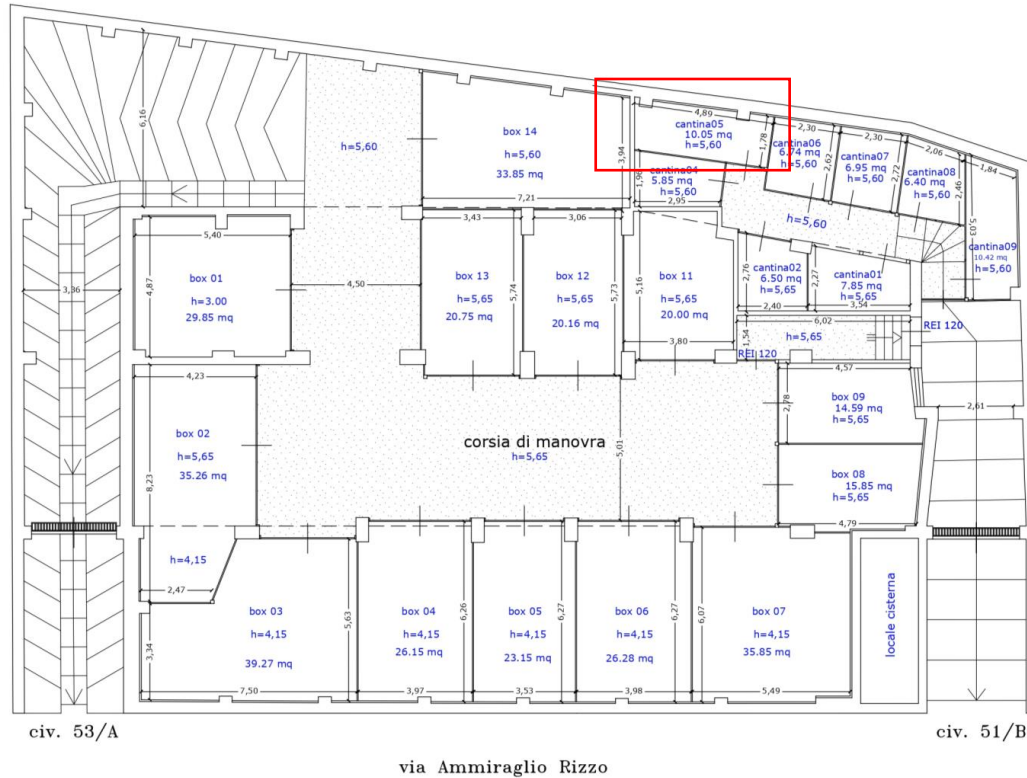 6,16
h=5,60
box 14
h=5,60
33.85 mq
7,21
3,94
cantina05
10.05 mq
h=5,60
4,89
1,78
cantina04
5.85 mq
h=5,60
1,96
2,95
cantina06
6.74 mq
h=5,60
2,30
2,62
cantina07
6.95 mq
h=5,60
2,30
2,72
cantina08
6.40 mq
h=5,60
2,06
2,46
1,84
5,03
cantina09
10.42 mq
h=5,60
h=5,60
3,36
5,40
4,87
box 01
h=3.00
29.85 mq
4,50
3,43
box 13
h=5,65
20.75 mq
5,74
3,06
box 12
h=5,65
20.16 mq
5,73
5,16
box 11
h=5,65
20.00 mq
3,80
2,76
cantina02
6.50 mq
h=5,65
2,40
2,27
cantina01
7.85 mq
h=5,65
3,54
6,02
h=5,65
1,54
REI 120
REI 120
4,23
box 02
h=5,65
35.26 mq
8,23
corsia di manovra
h=5,65
5,01
4,57
2,78
box 09
14.59 mq
h=5,65
box 08
15.85 mq
h=5,65
4,79
2,61
h=4,15
2,47
3,34
box 03
h=4,15
39.27 mq
5,63
7,50
box 04
h=4,15
26.15 mq
6,26
3,97
box 05
h=4,15
23.15 mq
6,27
3,53
box 06
h=4,15
26.28 mq
6,27
3,98
6,07
box 07
h=4,15
35.85 mq
5,49
locale cisterna
civ. 53/A
civ. 51/B
via Ammiraglio Rizzo